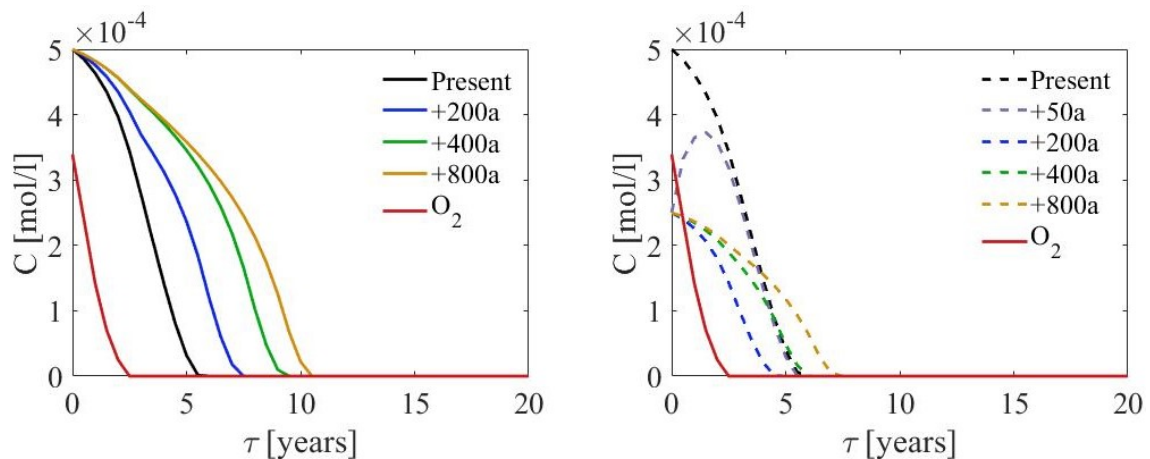 ×10⁻⁴
5
4
3
2
1
0
C [mol/l]
0 5 10 15 20
τ [years]
Present
+200a
+400a
+800a
O₂
×10⁻⁴
5
4
3
2
1
0
C [mol/l]
0 5 10 15 20
τ [years]
Present
+50a
+200a
+400a
+800a
O₂